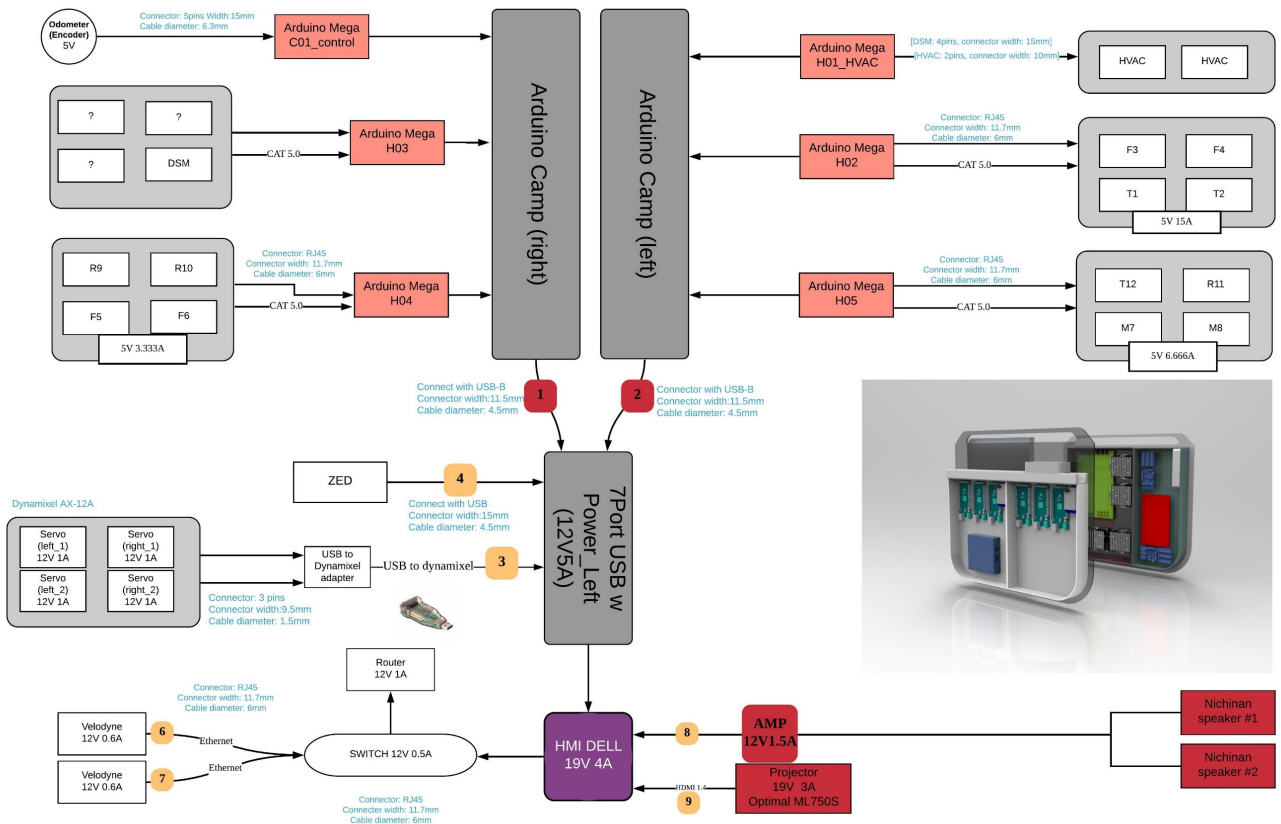 Odometer
(Encoder)
5V
Connector: 5pins Width:15mm
Cable diameter: 6.3mm
Arduino Mega
C01_control
?
?
?
DSM
CAT 5.0
Arduino Mega
H03
R9
R10
F5
F6
5V 3.333A
Connector: RJ45
Connector width: 11.7mm
Cable diameter: 6mm
CAT 5.0
Arduino Mega
H04
Arduino Camp (right)
Arduino Camp (left)
Arduino Mega
H01_HVAC
[DSM: 4pins, connector width: 15mm]
[HVAC: 2pins, connector width: 10mm]
HVAC
HVAC
Arduino Mega
H02
Connector: RJ45
Connector width: 11.7mm
Cable diameter: 6mm
CAT 5.0
F3
F4
T1
T2
5V 15A
Arduino Mega
H05
Connector: RJ45
Connector width: 11.7mm
Cable diameter: 6mm
CAT 5.0
T12
R11
M7
M8
5V 6.666A
Connect with USB-B
Connector width:11.5mm
Cable diameter: 4.5mm
1
2
Connector with USB-B
Connector width:11.5mm
Cable diameter: 4.5mm
ZED
4
Connect with USB
Connector width:15mm
Cable diameter: 4.5mm
7Port USB w
Power_Left
(12V5A)
Dynamixel AX-12A
Servo
(left_1)
12V 1A
Servo
(right_1)
12V 1A
Servo
(left_2)
12V 1A
Servo
(right_2)
12V 1A
USB to
Dynamixel
adapter
USB to dynamixel
3
Connector: 3 pins
Connector width:9.5mm
Cable diameter: 1.5mm
Router
12V 1A
Connector: RJ45
Connector width: 11.7mm
Cable diameter: 6mm
Velodyne
12V 0.6A
6
Ethernet
Velodyne
12V 0.6A
7
Ethernet
SWITCH 12V 0.5A
Connector: RJ45
Connecter width: 11.7mm
Cable diameter: 6mm
HMI DELL
19V 4A
8
AMP
12V1.5A
HDMI 1.4
9
Projector
19V 3A
Optimal ML750S
Nichinan
speaker #1
Nichinan
speaker #2